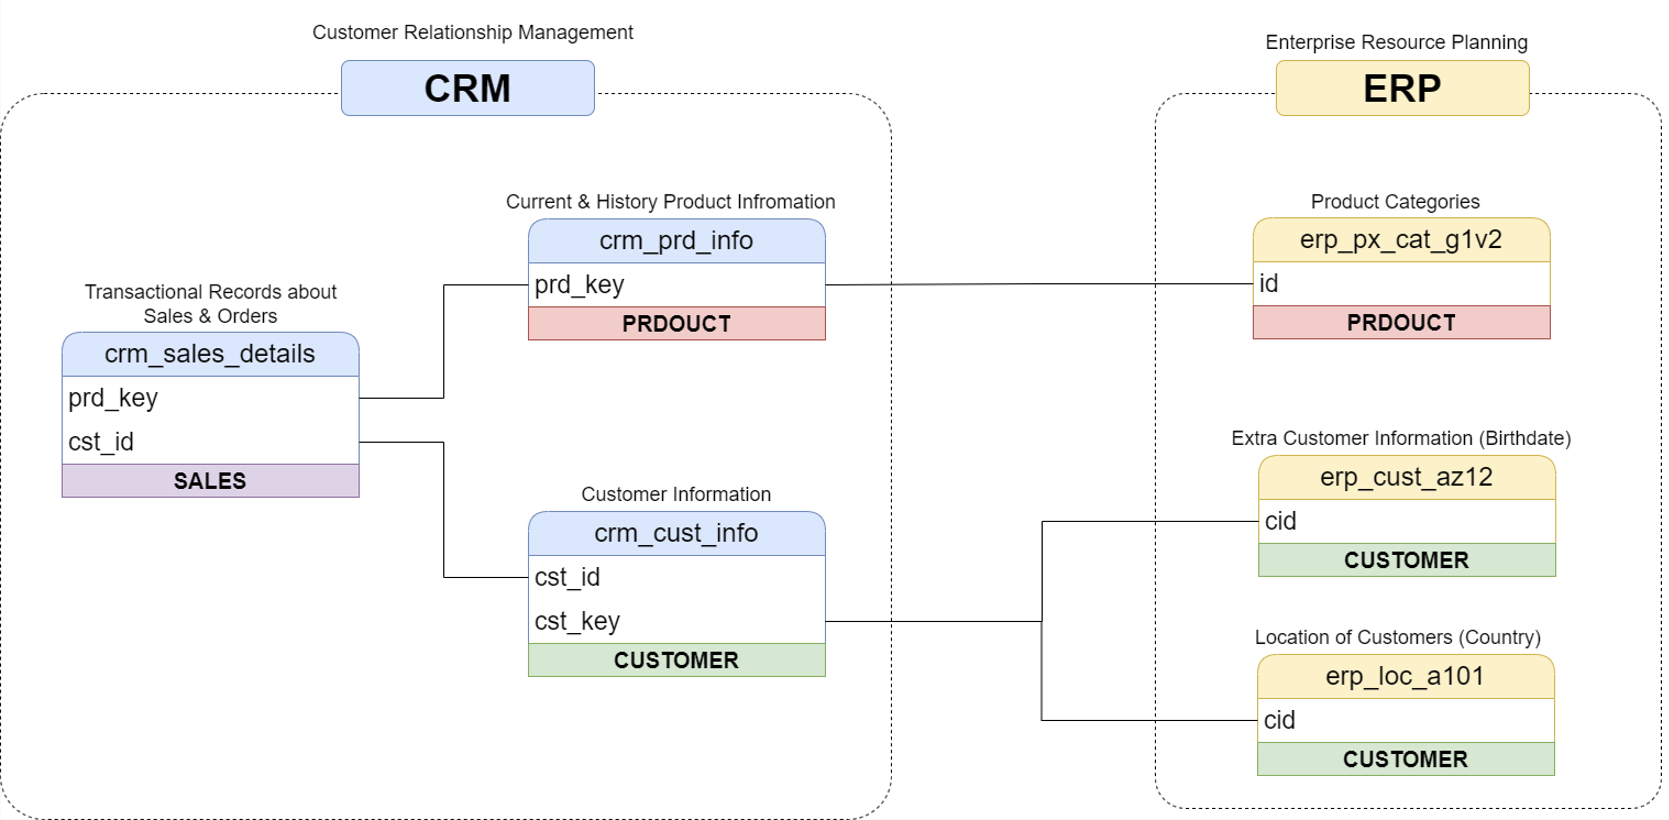 Customer Relationship Management
CRM
Enterprise Resource Planning
ERP
Current & History Product Infromation
crm_prd_info
prd_key
PRDOUCT
Product Categories
erp_px_cat_g1v2
id
PRDOUCT
Transactional Records about
Sales & Orders
crm_sales_details
prd_key
cst_id
SALES
Customer Information
crm_cust_info
cst_id
cst_key
CUSTOMER
Extra Customer Information (Birthdate)
erp_cust_az12
cid
CUSTOMER
Location of Customers (Country)
erp_loc_a101
cid
CUSTOMER